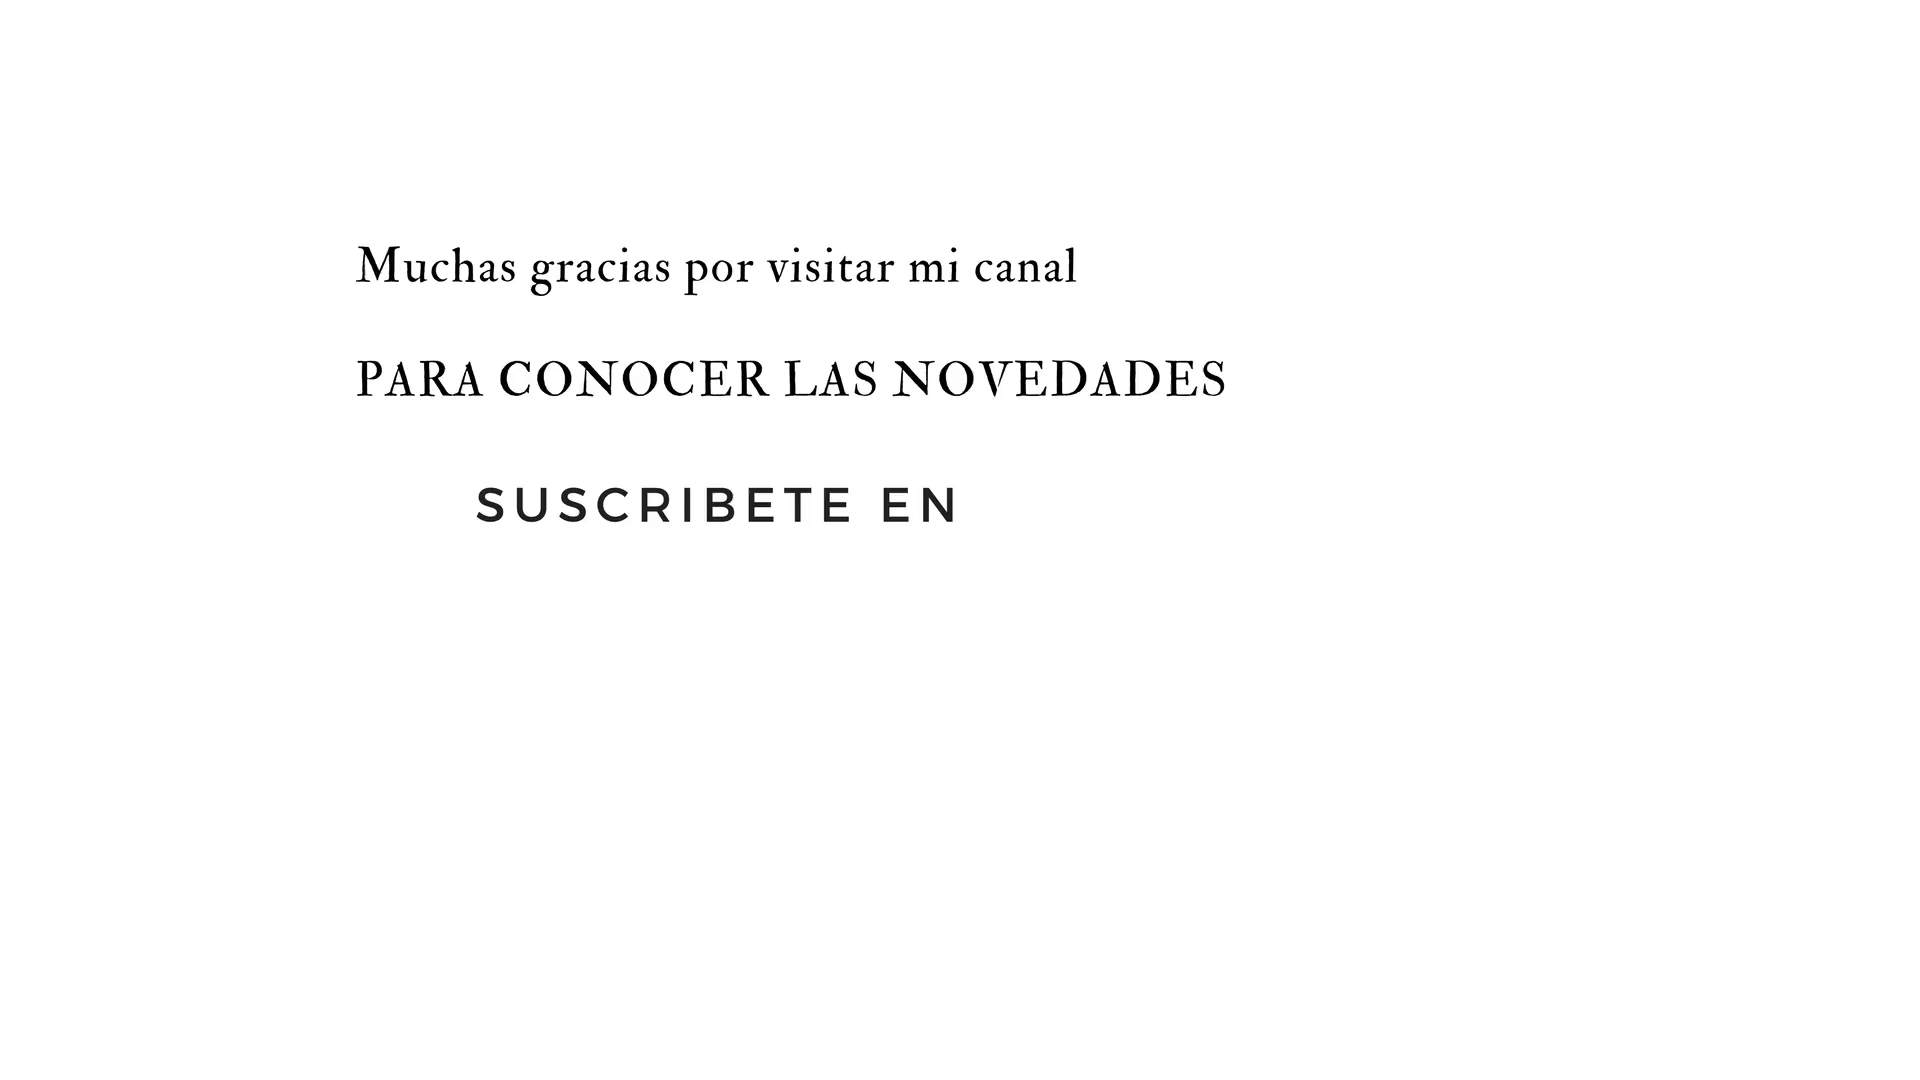 Muchas gracias por visitar mi canal
PARA CONOCER LAS NOVEDADES
SUSCRIBETE EN